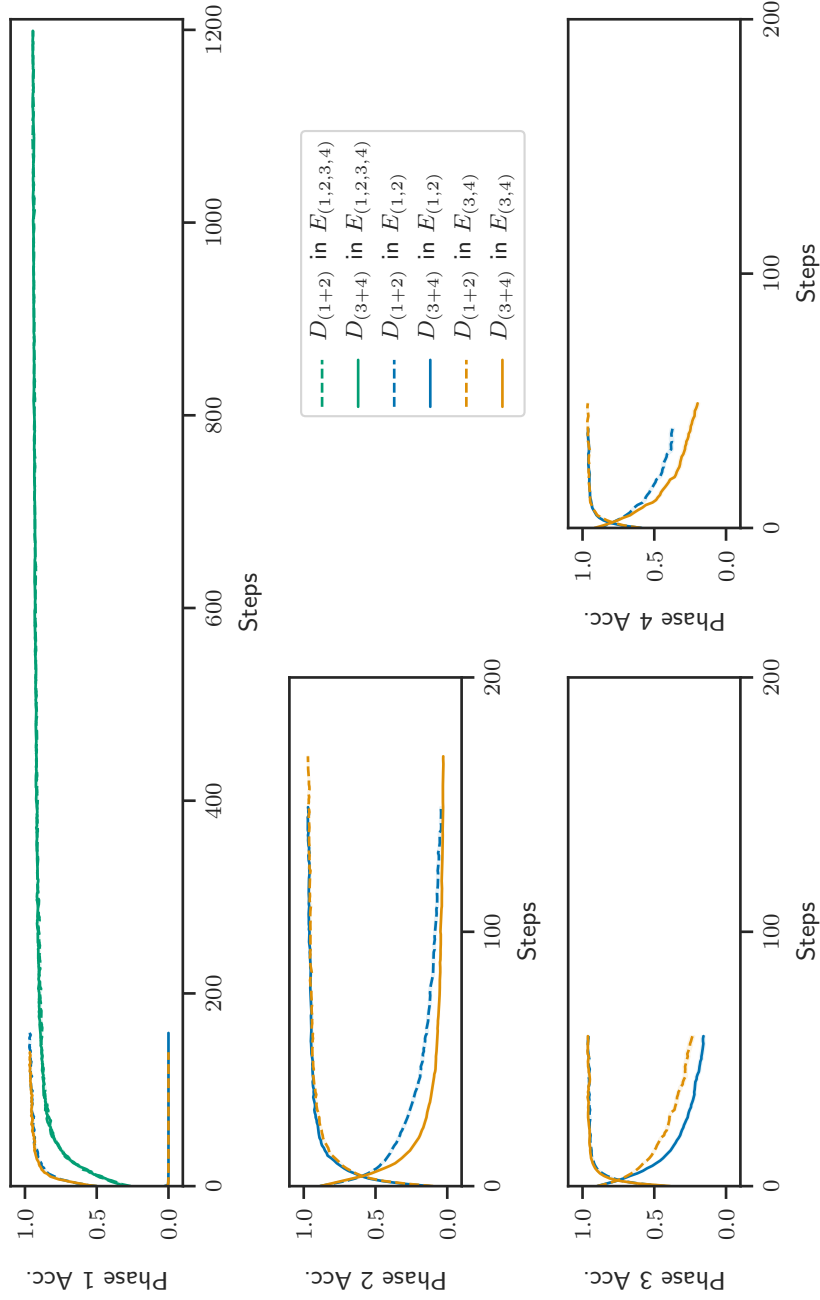 Phase 1 Acc.
1.0
0.5
0.0
0
200
400
600
800
1000
1200
Steps
Phase 2 Acc.
1.0
0.5
0.0
0
100
200
Steps
D(1+2) in E(1,2,3,4)
D(3+4) in E(1,2,3,4)
D(1+2) in E(1,2)
D(3+4) in E(1,2)
D(1+2) in E(3,4)
D(3+4) in E(3,4)
Phase 3 Acc.
1.0
0.5
0.0
0
100
200
Steps
Phase 4 Acc.
1.0
0.5
0.0
0
100
200
Steps